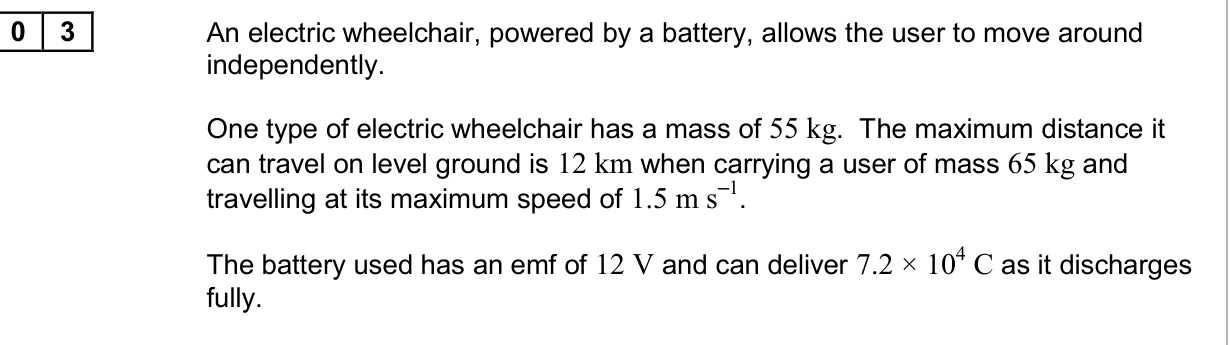 0 3
An electric wheelchair, powered by a battery, allows the user to move around
independently.
One type of electric wheelchair has a mass of 55 kg. The maximum distance it
can travel on level ground is 12 km when carrying a user of mass 65 kg and
travelling at its maximum speed of 1.5 m s⁻¹.
The battery used has an emf of 12 V and can deliver 7.2 × 10⁴ C as it discharges
fully.